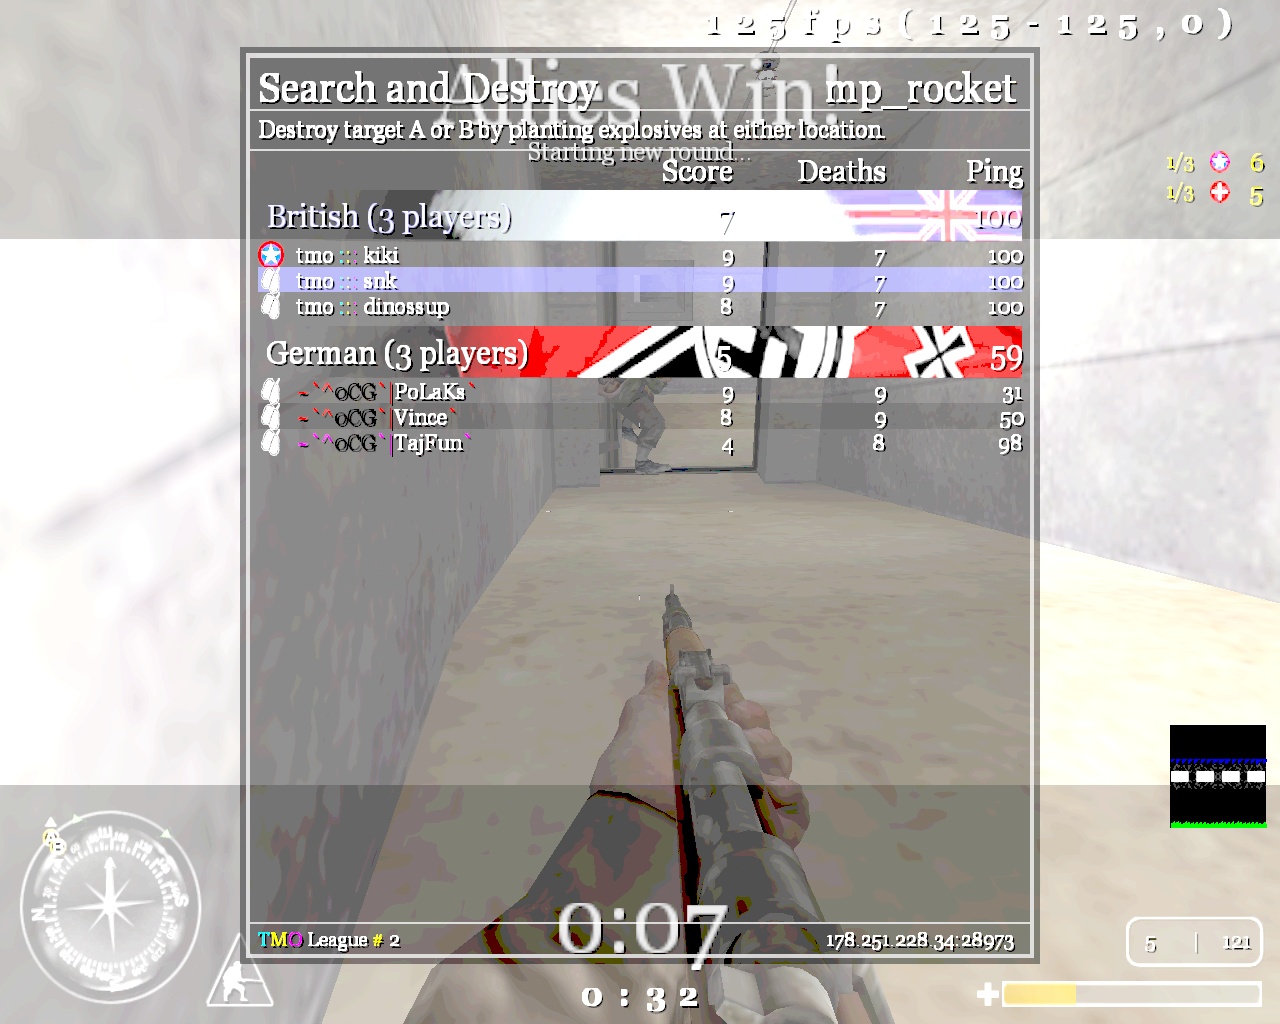 125fps(125-125,0)
Allies Win!
Search and Destroy mp_rocket
Destroy target A or B by planting explosives at either location.
Starting new round...
Score Deaths Ping
1/3 6
1/3 5
British (3 players) 7 100
tmo ::: kiki 9 7 100
tmo ::: snk 9 7 100
tmo ::: dinossup 8 7 100
German (3 players) 5 59
~`^oCG`|PoLaKs` 9 9 31
~`^oCG`|Vince` 8 9 50
~`^oCG`|TajFun` 4 8 98
N S
0:07
TMO League # 2 178.251.228.34:28973
5 | 121
0:32